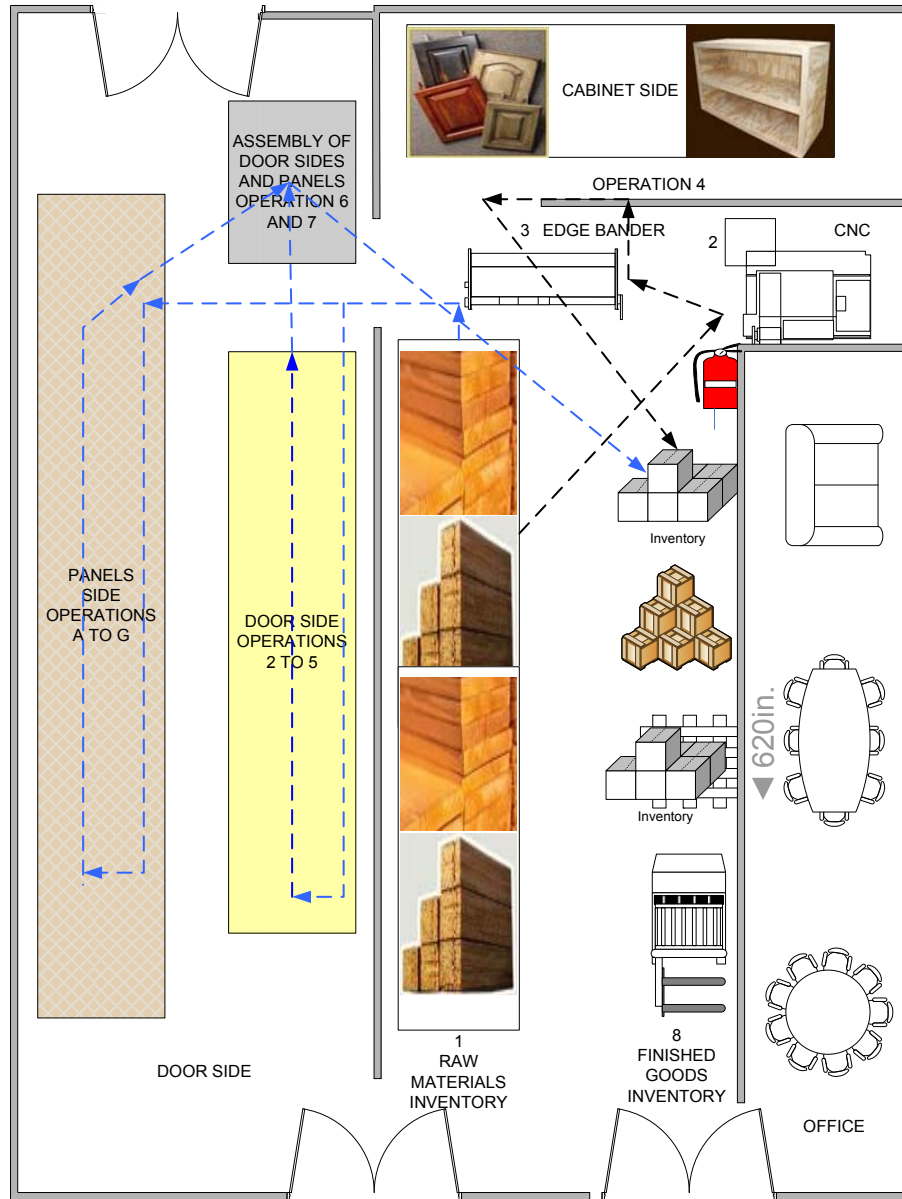 CABINET SIDE
ASSEMBLY OF
DOOR SIDES
AND PANELS
OPERATION 6
AND 7
OPERATION 4
3 EDGE BANDER
2
CNC
Inventory
PANELS
SIDE
OPERATIONS
A TO G
DOOR SIDE
OPERATIONS
2 TO 5
620in.
Inventory
1
RAW
MATERIALS
INVENTORY
8
FINISHED
GOODS
INVENTORY
DOOR SIDE
OFFICE